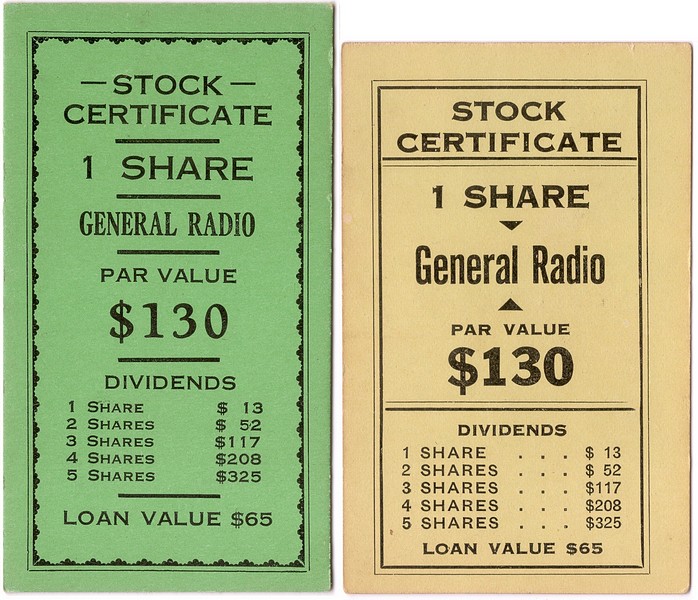 —STOCK—
CERTIFICATE
1 SHARE
GENERAL RADIO
PAR VALUE
$130
DIVIDENDS
1 SHARE $ 13
2 SHARES $ 52
3 SHARES $117
4 SHARES $208
5 SHARES $325
LOAN VALUE $65
STOCK
CERTIFICATE
1 SHARE
General Radio
PAR VALUE
$130
DIVIDENDS
1 SHARE . . . $ 13
2 SHARES . . . $ 52
3 SHARES . . . $117
4 SHARES . . . $208
5 SHARES . . . $325
LOAN VALUE $65